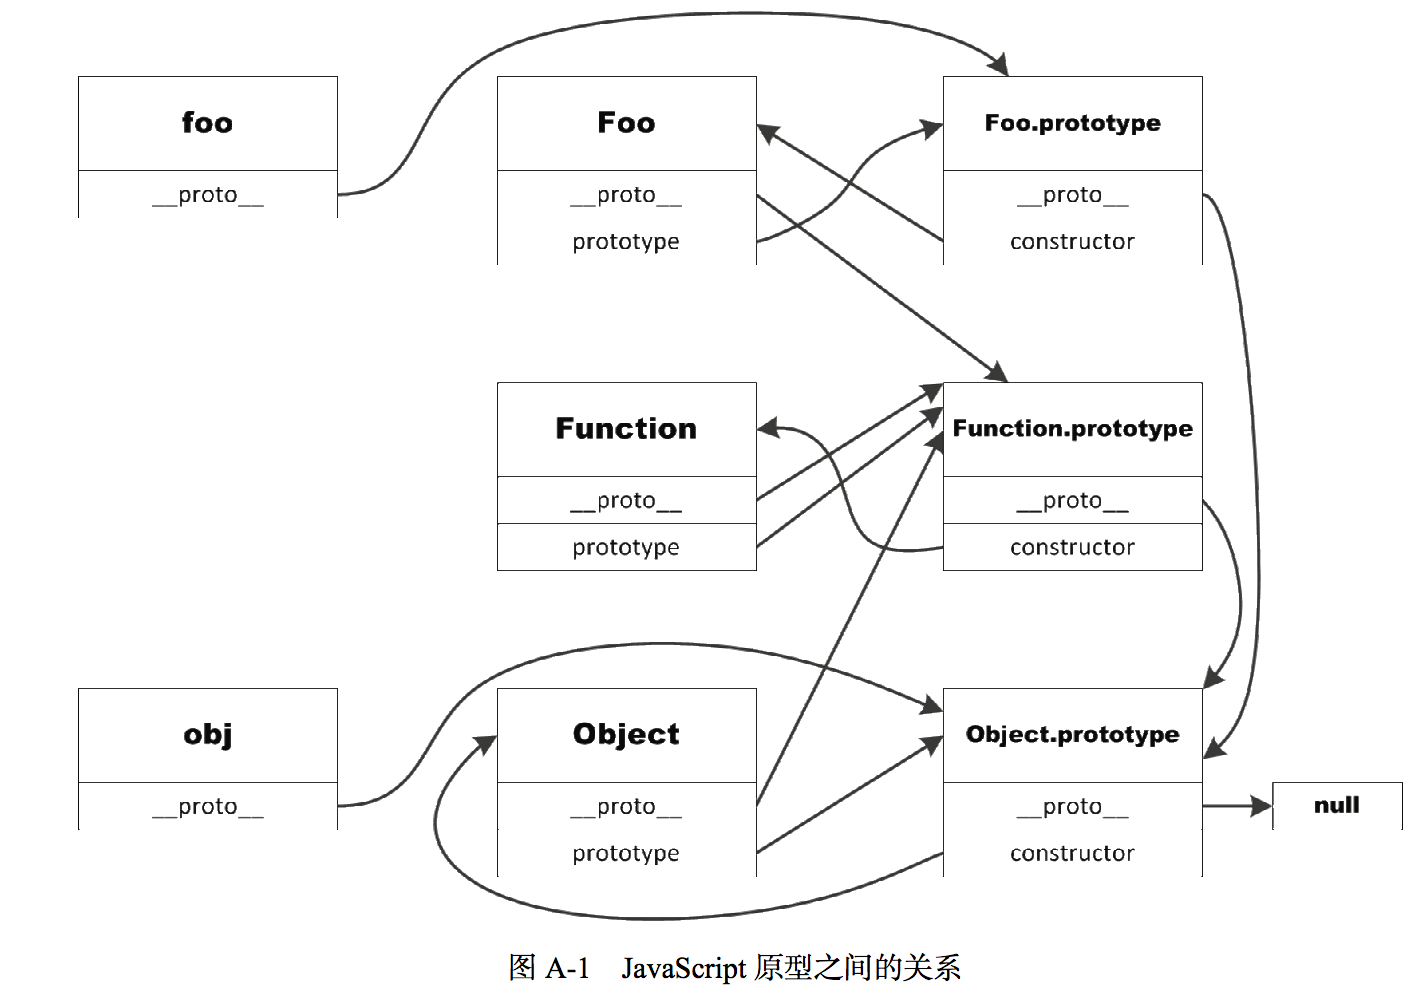 foo
__proto__
Foo
__proto__
prototype
Foo.prototype
__proto__
constructor
Function
__proto__
prototype
Function.prototype
__proto__
constructor
obj
__proto__
Object
__proto__
prototype
Object.prototype
__proto__
constructor
null
图 A-1 JavaScript 原型之间的关系